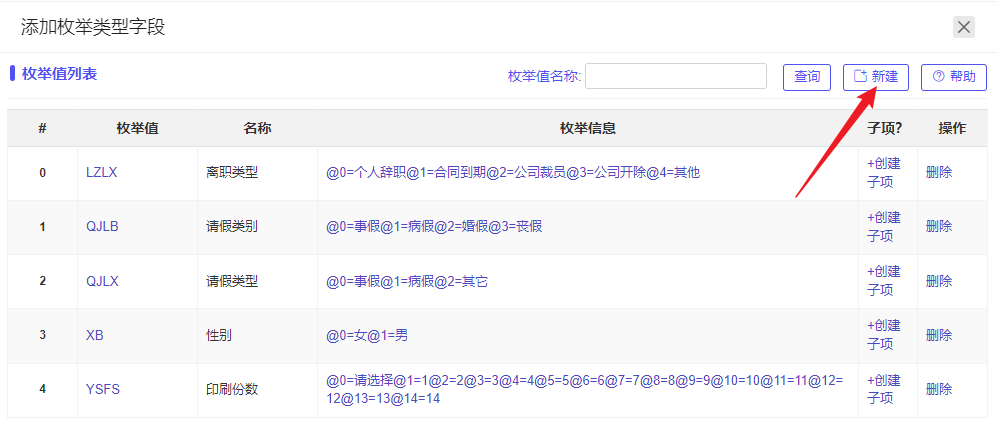 添加枚举类型字段
枚举值列表 枚举值名称: 查询 新建 帮助
# 枚举值 名称 枚举信息 子项? 操作
0 LZLX 离职类型 @0=个人辞职@1=合同到期@2=公司裁员@3=公司开除@4=其他 +创建 删除
子项
1 QJLB 请假类别 @0=事假@1=病假@2=婚假@3=丧假 +创建 删除
子项
2 QJLX 请假类型 @0=事假@1=病假@2=其它 +创建 删除
子项
3 XB 性别 @0=女@1=男 +创建 删除
子项
4 YSFS 印刷份数 @0=请选择@1=1@2=2@3=3@4=4@5=5@6=6@7=7@8=8@9=9@10=10@11=11@12= +创建 删除
12@13=13@14=14 子项